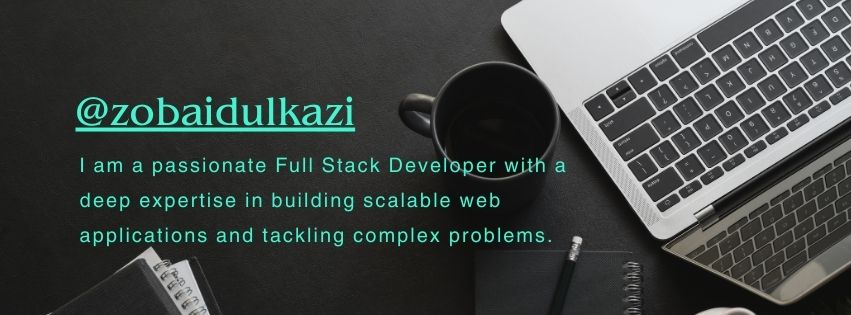 @zobaidulkazi
I am a passionate Full Stack Developer with a
deep expertise in building scalable web
applications and tackling complex problems.